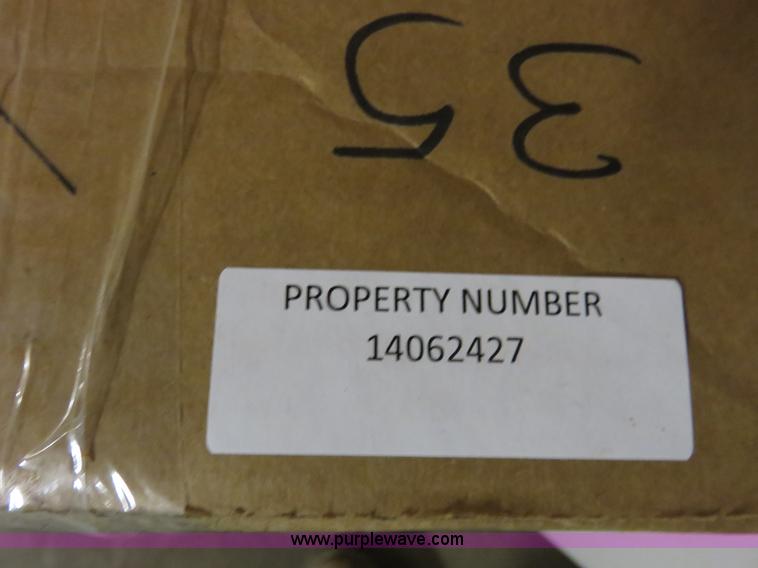 35
PROPERTY NUMBER
14062427
www.purplewave.com